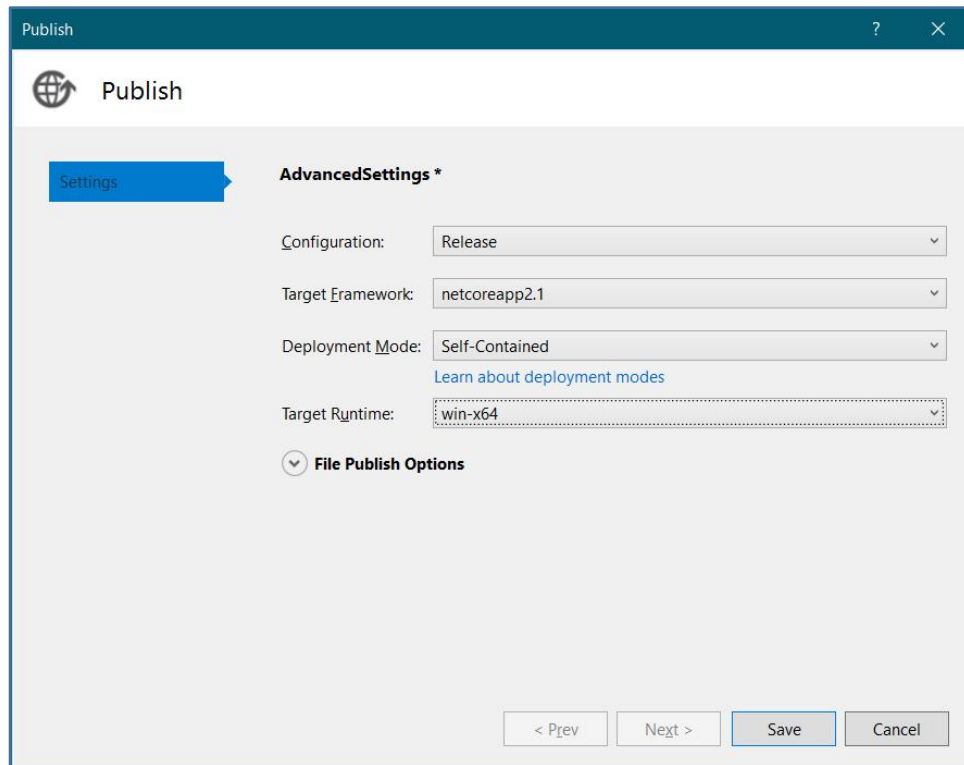 Publish ?
Publish
Settings
AdvancedSettings *
Configuration: Release
Target Framework: netcoreapp2.1
Deployment Mode: Self-Contained
Learn about deployment modes
Target Runtime: win-x64
File Publish Options
< Prev Next > Save Cancel